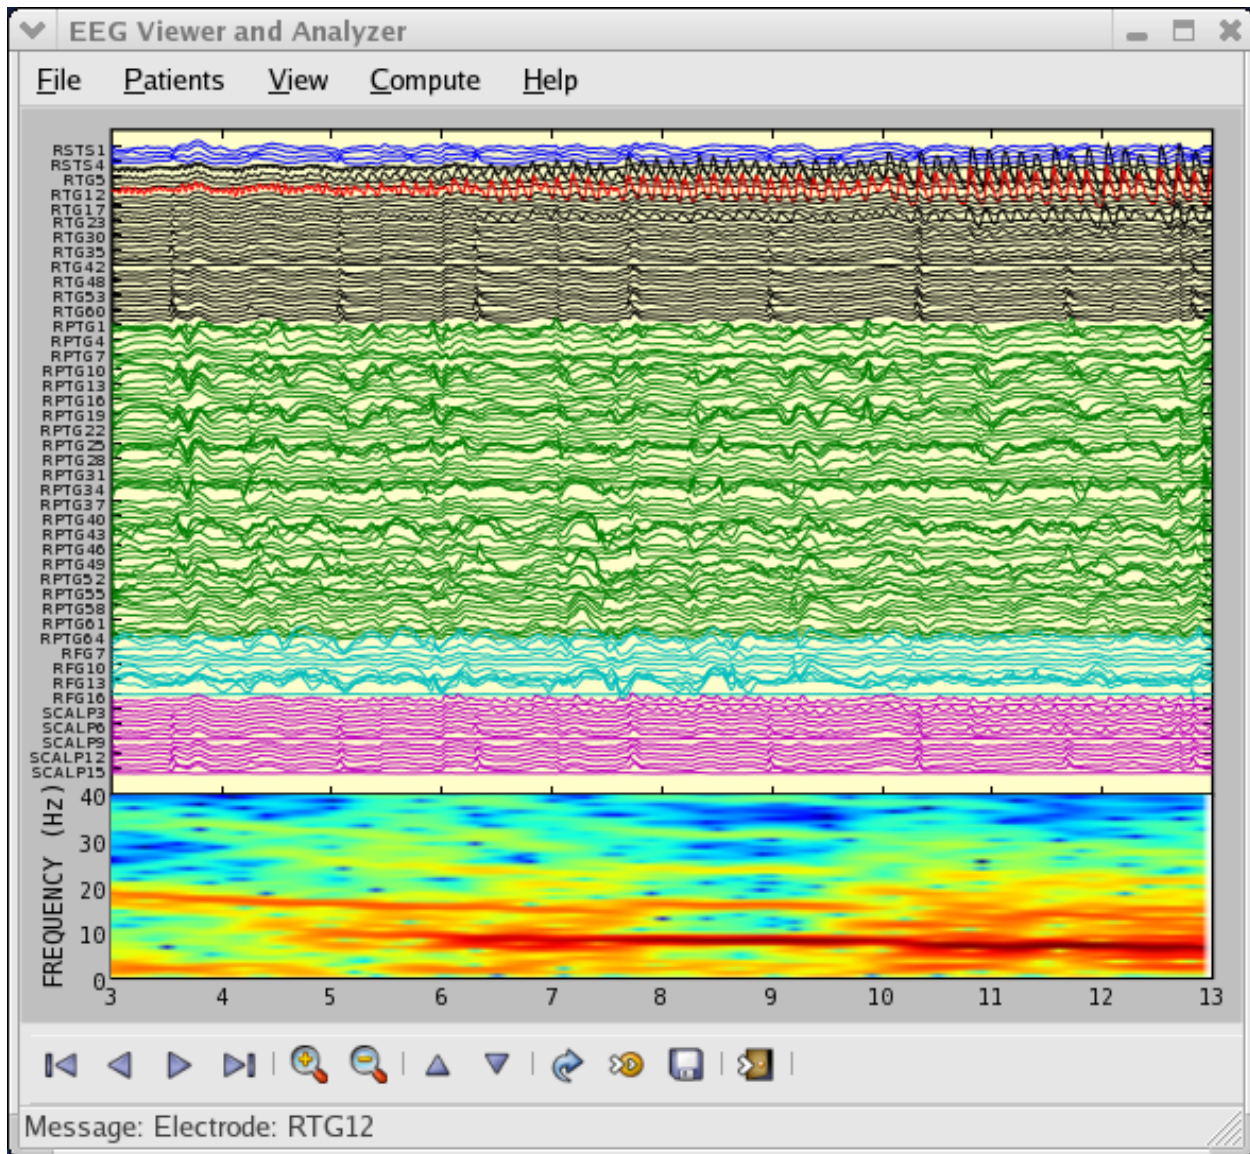 EEG Viewer and Analyzer
File Patients View Compute Help
RSTS1
RSTS4
RTG5
RTG12
RTG17
RTG23
RTG30
RTG35
RTG42
RTG48
RTG53
RTG60
RPTG1
RPTG4
RPTG7
RPTG10
RPTG13
RPTG16
RPTG19
RPTG22
RPTG25
RPTG28
RPTG31
RPTG34
RPTG37
RPTG40
RPTG43
RPTG46
RPTG49
RPTG52
RPTG55
RPTG58
RPTG61
RPTG64
RFG7
RFG10
RFG13
RFG16
SCALP3
SCALP6
SCALP9
SCALP12
SCALP15
FREQUENCY (Hz)
40
30
20
10
0
3 4 5 6 7 8 9 10 11 12 13
Message: Electrode: RTG12